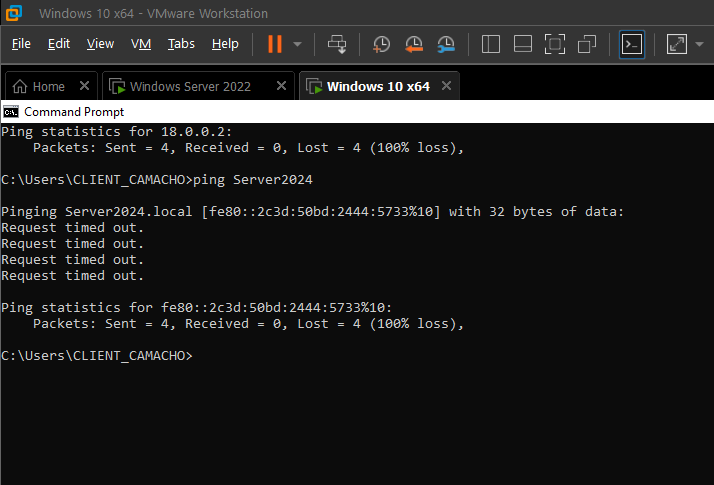 Windows 10 x64 - VMware Workstation
File Edit View VM Tabs Help
Home Windows Server 2022 Windows 10 x64
Command Prompt
Ping statistics for 18.0.0.2:
    Packets: Sent = 4, Received = 0, Lost = 4 (100% loss),
C:\Users\CLIENT_CAMACHO>ping Server2024
Pinging Server2024.local [fe80::2c3d:50bd:2444:5733%10] with 32 bytes of data:
Request timed out.
Request timed out.
Request timed out.
Request timed out.
Ping statistics for fe80::2c3d:50bd:2444:5733%10:
    Packets: Sent = 4, Received = 0, Lost = 4 (100% loss),
C:\Users\CLIENT_CAMACHO>